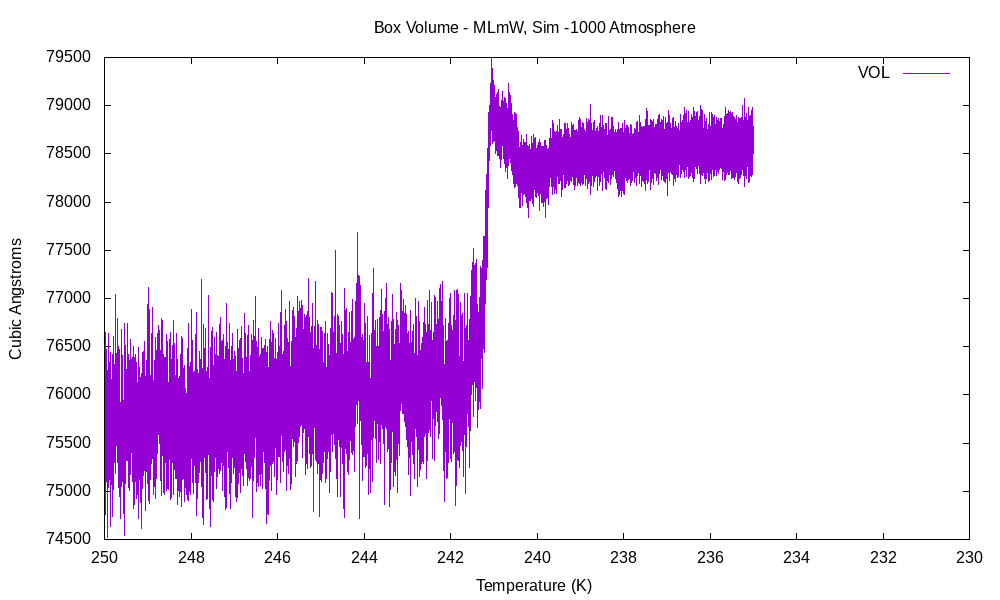 Box Volume - MLmW, Sim -1000 Atmosphere
VOL
79500
79000
78500
78000
77500
77000
76500
76000
75500
75000
74500
Cubic Angstroms
250 248 246 244 242 240 238 236 234 232 230
Temperature (K)